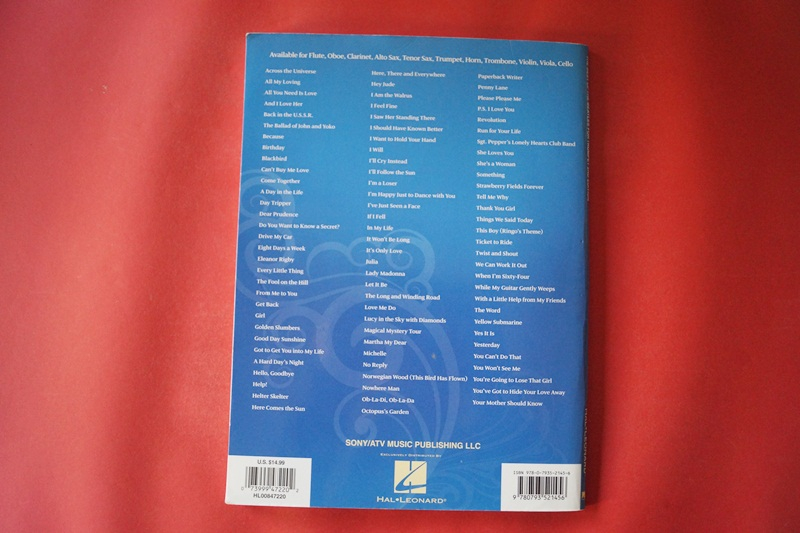 Available for Flute, Oboe, Clarinet, Alto Sax, Tenor Sax, Trumpet, Horn, Trombone, Violin, Viola, Cello
Across the Universe
All My Loving
All You Need is Love
And I Love Her
Back in the U.S.S.R.
The Ballad of John and Yoko
Because
Birthday
Blackbird
Can't Buy Me Love
Come Together
A Day in the Life
Day Tripper
Dear Prudence
Do You Want to Know a Secret?
Drive My Car
Eight Days a Week
Eleanor Rigby
Every Little Thing
The Fool on the Hill
From Me to You
Get Back
Girl
Golden Slumbers
Good Day Sunshine
Got to Get You into My Life
A Hard Day's Night
Hello, Goodbye
Help!
Helter Skelter
Here Comes the Sun
Here, There and Everywhere
Hey Jude
I Am the Walrus
I Feel Fine
I Saw Her Standing There
I Should Have Known Better
I Want to Hold Your Hand
I Will
I'll Cry Instead
I'll Follow the Sun
I'm a Loser
I'm Happy Just to Dance with You
I've Just Seen a Face
If I Fell
In My Life
It Won't Be Long
It's Only Love
Julia
Lady Madonna
Let It Be
The Long and Winding Road
Love Me Do
Lucy in the Sky with Diamonds
Magical Mystery Tour
Martha My Dear
Michelle
No Reply
Norwegian Wood (This Bird Has Flown)
Nowhere Man
Ob-La-Di, Ob-La-Da
Octopus's Garden
Paperback Writer
Penny Lane
Please Please Me
P.S. I Love You
Revolution
Run for Your Life
Sgt. Pepper's Lonely Hearts Club Band
She Loves You
She's a Woman
Something
Strawberry Fields Forever
Tell Me Why
Thank You Girl
Things We Said Today
This Boy (Ringo's Theme)
Ticket to Ride
Twist and Shout
We Can Work It Out
When I'm Sixty-Four
While My Guitar Gently Weeps
With a Little Help from My Friends
The Word
Yellow Submarine
Yes It Is
Yesterday
You Can't Do That
You Won't See Me
You're Going to Lose That Girl
You've Got to Hide Your Love Away
Your Mother Should Know
SONY/ATV MUSIC PUBLISHING LLC
EXCLUSIVELY DISTRIBUTED BY
HAL•LEONARD®
U.S. $14.99
7 73999 47220 2
HL00847220
ISBN 978-0-7935-2145-6
9 780793 521456